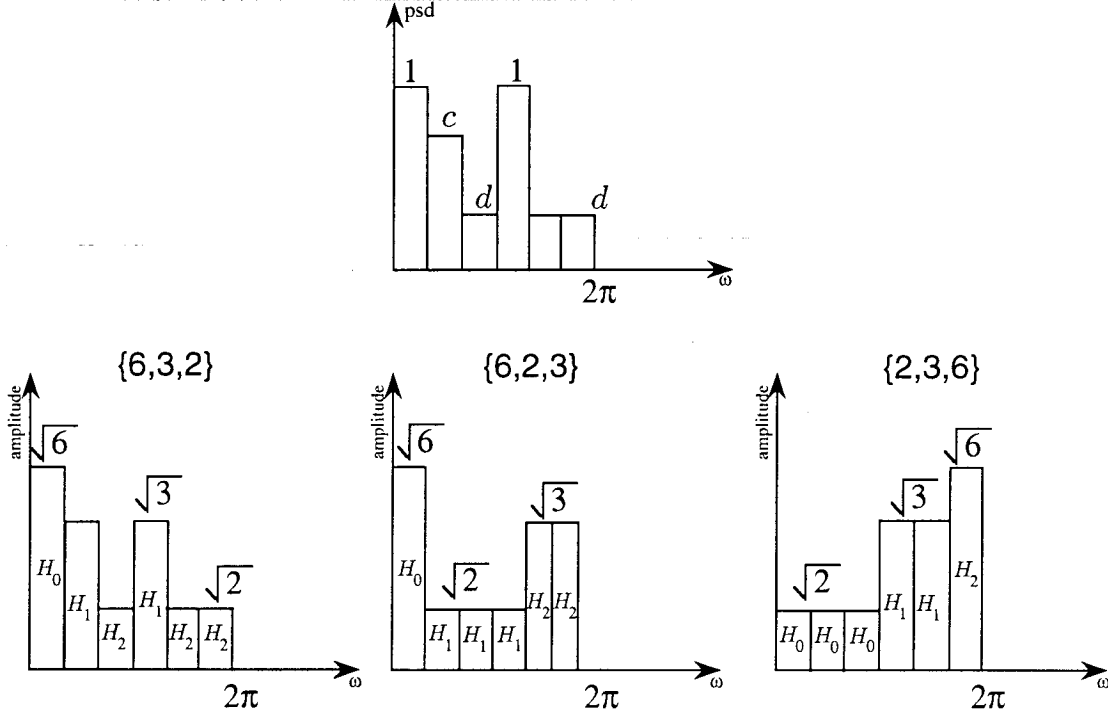 psd
1 1
c
d d
ω
2π
{6,3,2} {6,2,3} {2,3,6}
amplitude amplitude amplitude
√6 √6 √6
√3 √3 √3
√2 √2 √2
H₀ H₁ H₂ H₁ H₂ H₂
H₀ H₁ H₁ H₁ H₂ H₂
H₀ H₀ H₀ H₁ H₁ H₂
ω ω ω
2π 2π 2π